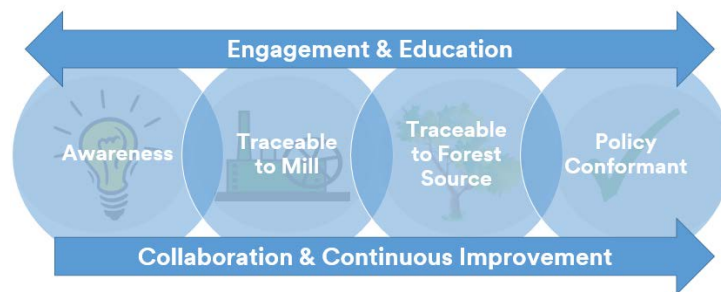 Engagement & Education
Awareness
Traceable
to Mill
Traceable
to Forest
Source
Policy
Conformant
Collaboration & Continuous Improvement